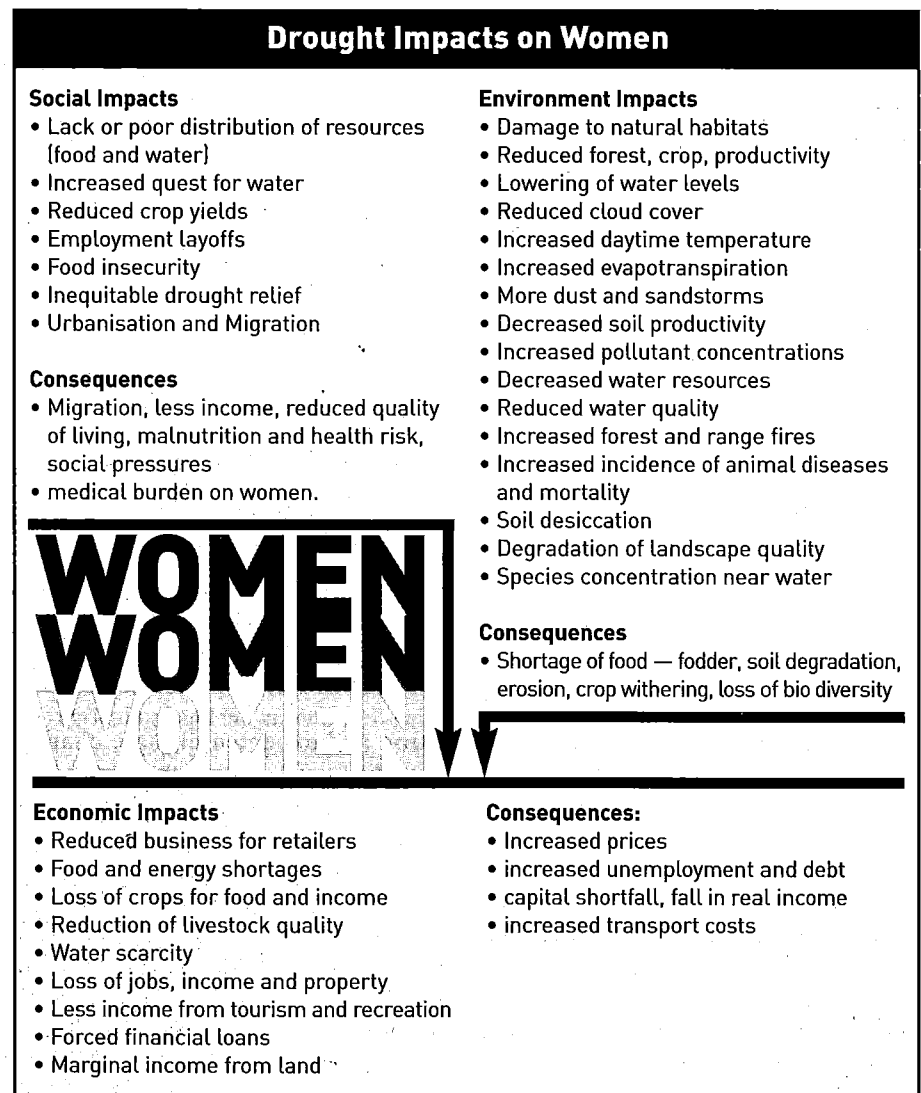 Drought Impacts on Women
Social Impacts
• Lack or poor distribution of resources
(food and water)
• Increased quest for water
• Reduced crop yields
• Employment layoffs
• Food insecurity
• Inequitable drought relief
• Urbanisation and Migration
Consequences
• Migration, less income, reduced quality
of living, malnutrition and health risk,
social pressures
• medical burden on women.
Environment Impacts
• Damage to natural habitats
• Reduced forest, crop, productivity
• Lowering of water levels
• Reduced cloud cover
• Increased daytime temperature
• Increased evapotranspiration
• More dust and sandstorms
• Decreased soil productivity
• Increased pollutant concentrations
• Decreased water resources
• Reduced water quality
• Increased forest and range fires
• Increased incidence of animal diseases
and mortality
• Soil desiccation
• Degradation of landscape quality
• Species concentration near water
Consequences
• Shortage of food — fodder, soil degradation,
erosion, crop withering, loss of bio diversity
WOMEN
WOMEN
WOMEN
Economic Impacts
• Reduced business for retailers
• Food and energy shortages
• Loss of crops for food and income
• Reduction of livestock quality
• Water scarcity
• Loss of jobs, income and property
• Less income from tourism and recreation
• Forced financial loans
• Marginal income from land
Consequences:
• Increased prices
• increased unemployment and debt
• capital shortfall, fall in real income
• increased transport costs